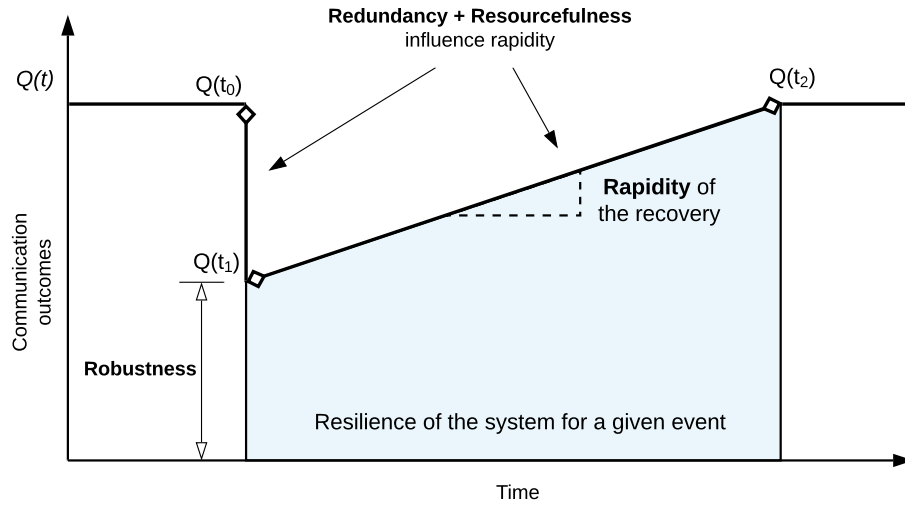 Redundancy + Resourcefulness
influence rapidity
Q(t)
Q(t₀)
Q(t₂)
Rapidity of
the recovery
Communication
outcomes
Q(t₁)
Robustness
Resilience of the system for a given event
Time